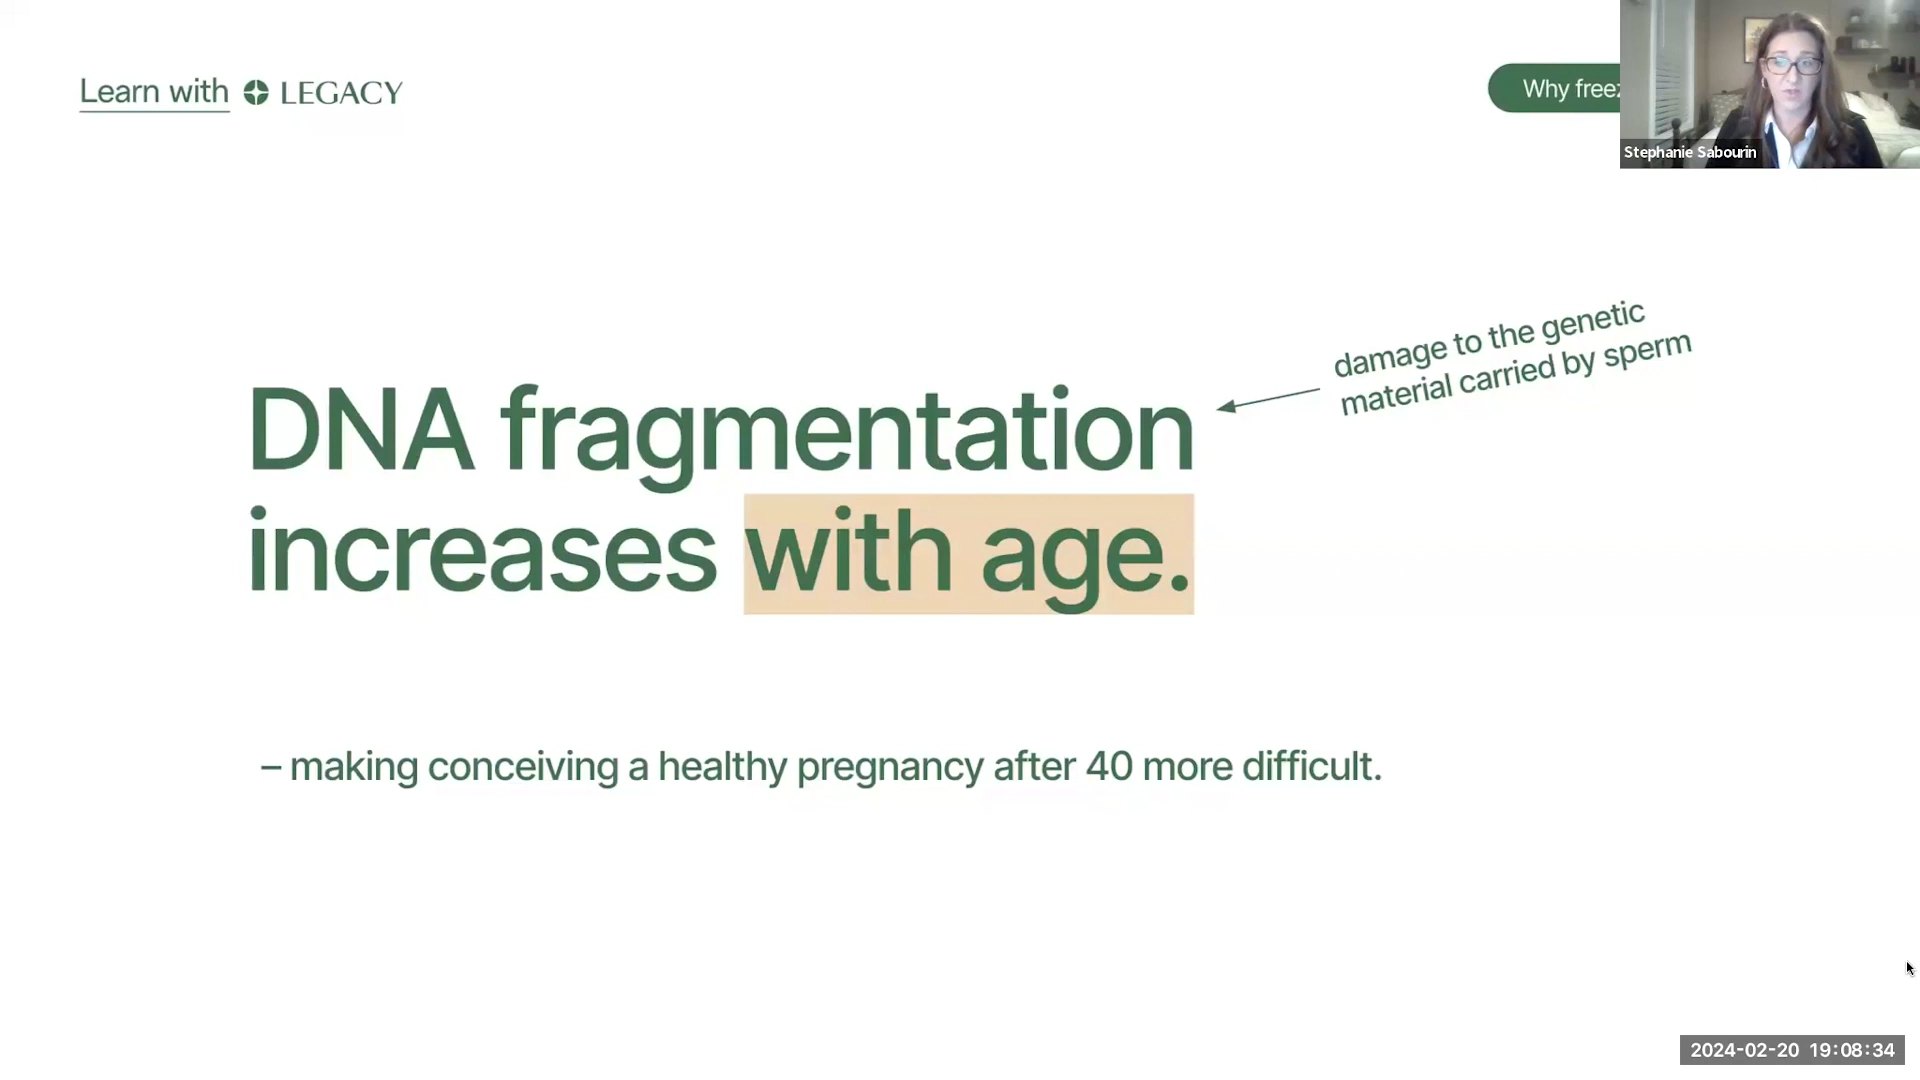 Learn with LEGACY
Why free
Stephanie Sabourin
damage to the genetic
material carried by sperm
DNA fragmentation
increases with age.
– making conceiving a healthy pregnancy after 40 more difficult.
2024-02-20 19:08:34